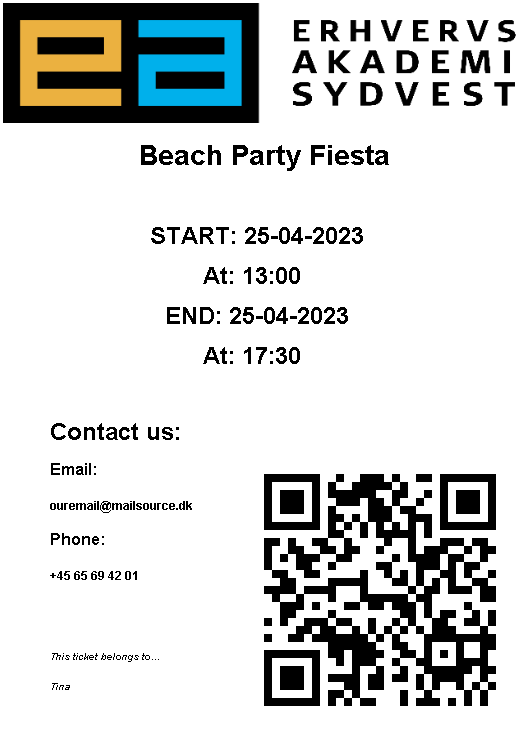 ea
ERHVERVS
AKADEMI
SYDVEST
Beach Party Fiesta
START: 25-04-2023
At: 13:00
END: 25-04-2023
At: 17:30
Contact us:
Email:
ouremail@mailsource.dk
Phone:
+45 65 69 42 01
This ticket belongs to...
Tina